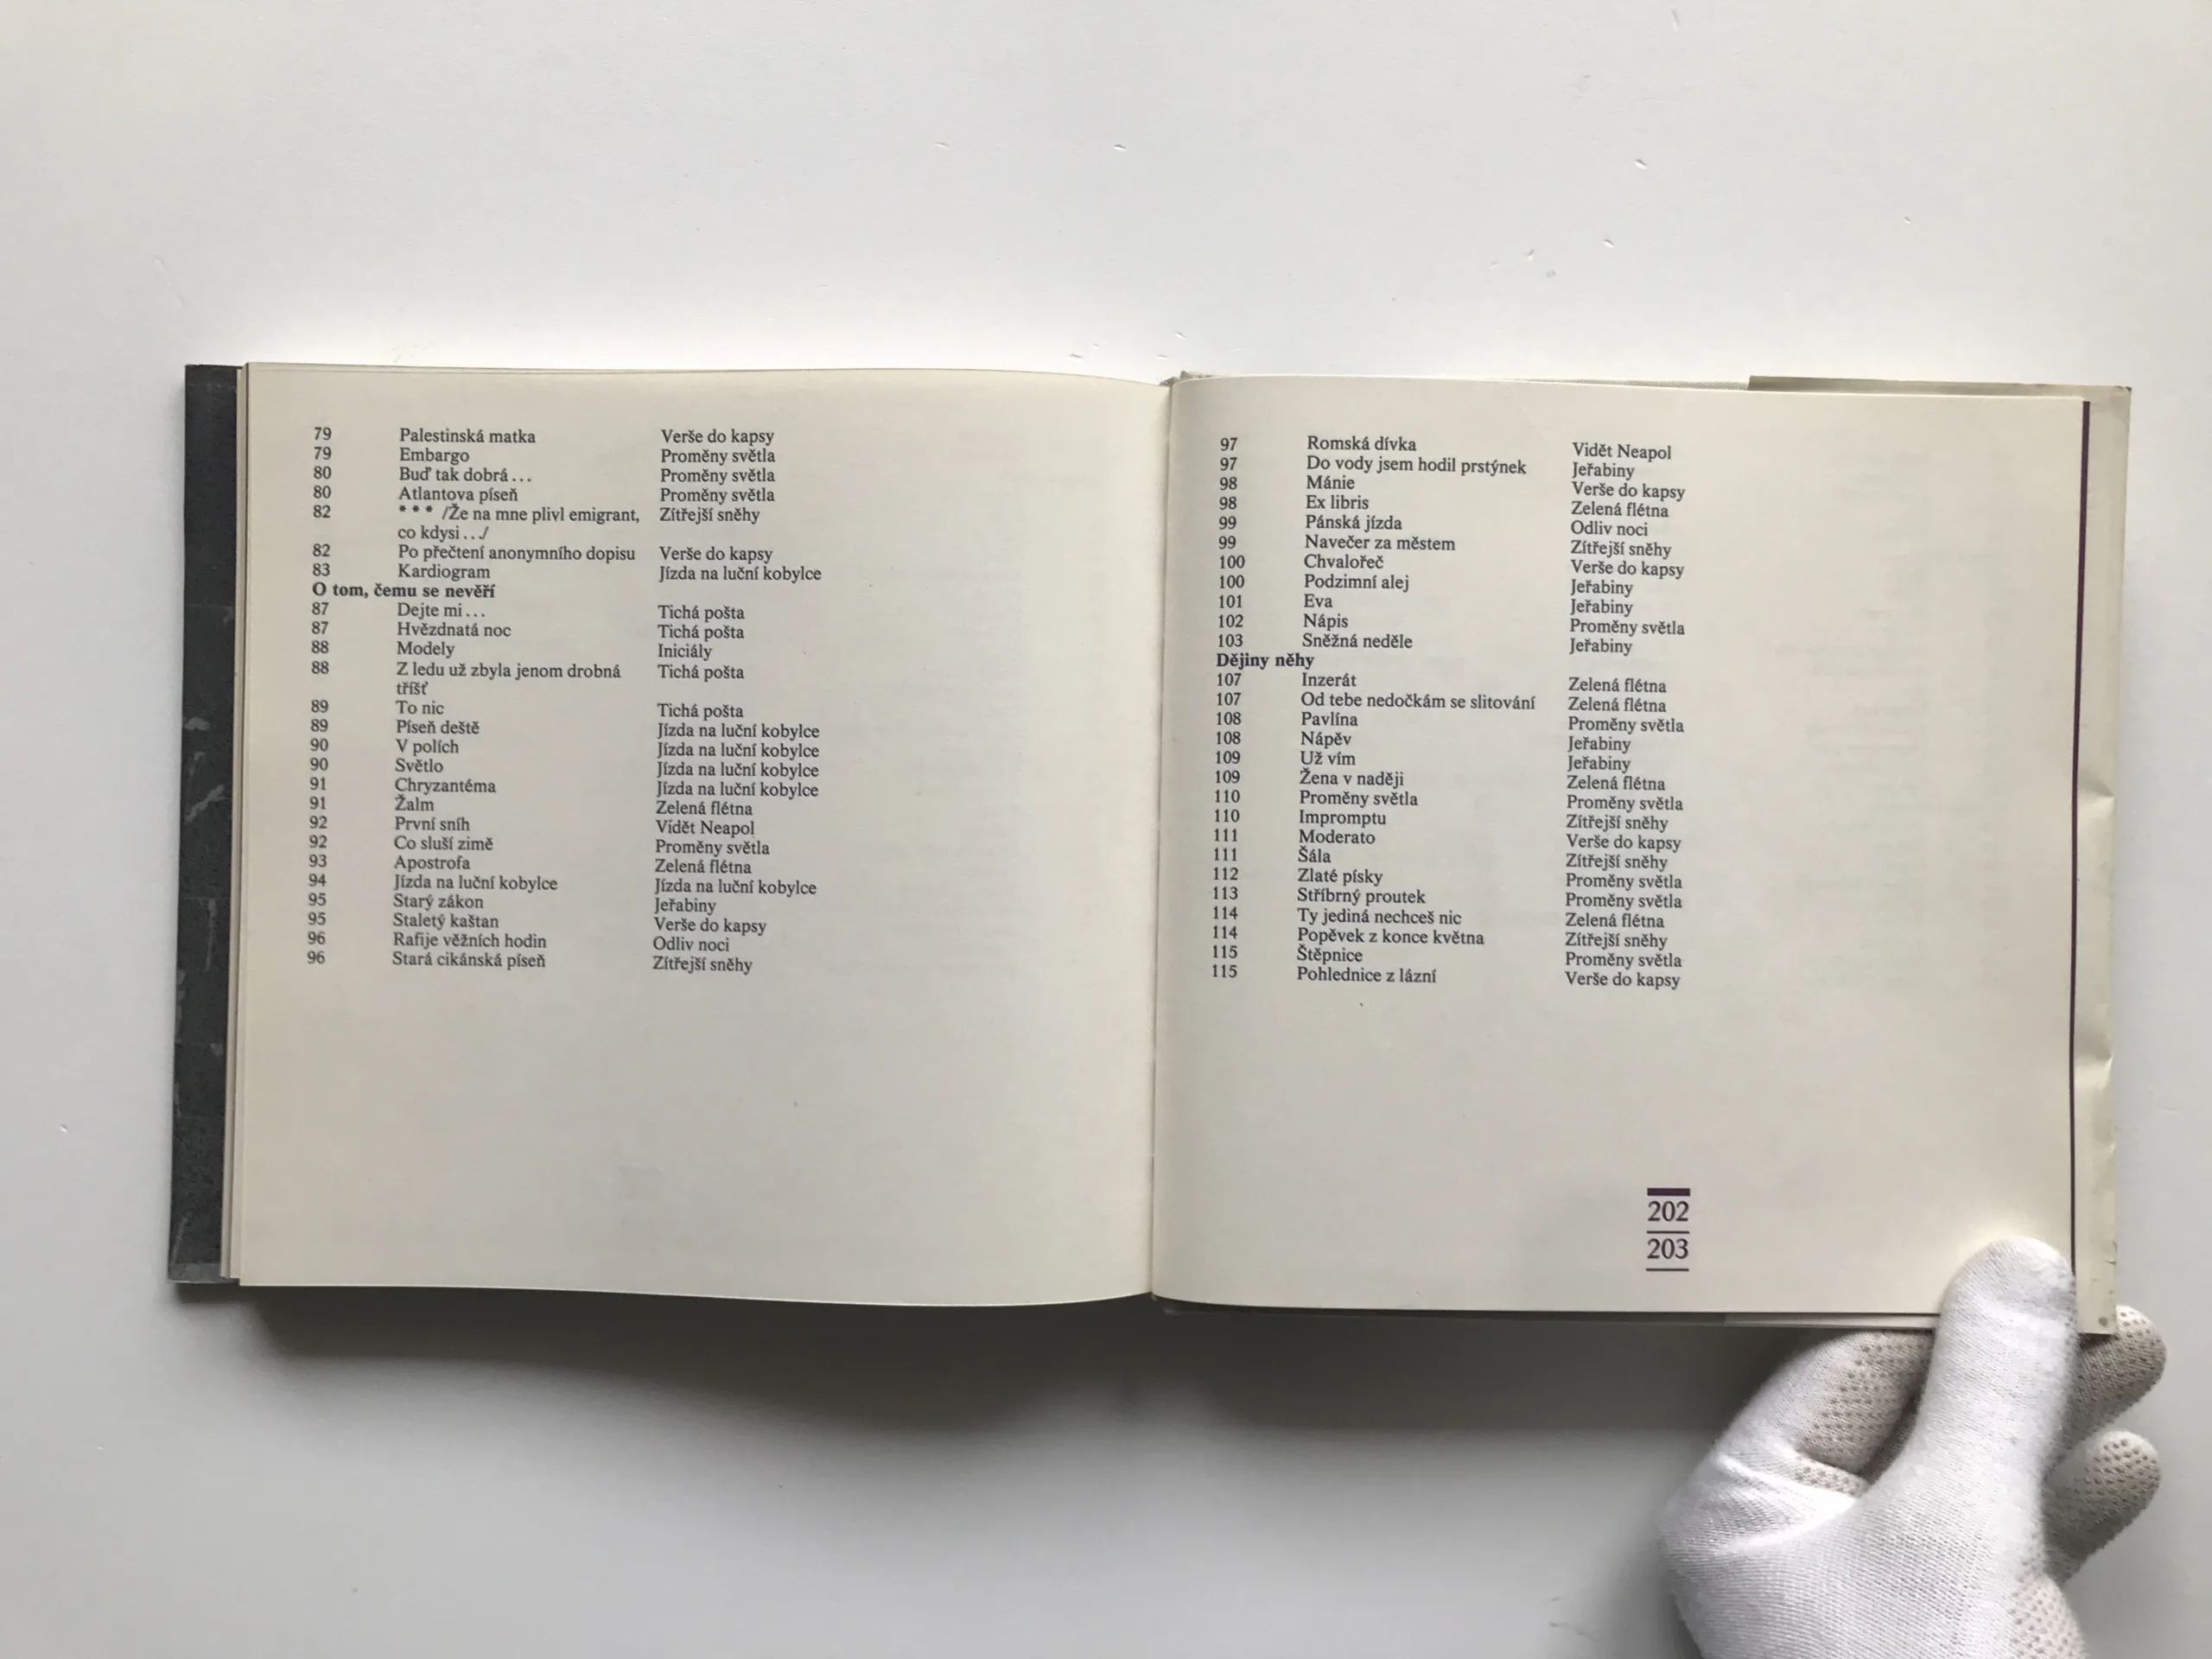 79 Palestinská matka Verše do kapsy
79 Embargo Proměny světla
80 Buď tak dobrá... Proměny světla
80 Atlantova píseň Proměny světla
82 * * * /Že na mne plivl emigrant, Zítřejší sněhy
co kdysi.../
82 Po přečtení anonymního dopisu Verše do kapsy
83 Kardiogram Jízda na luční kobylce
O tom, čemu se nevěří
87 Dejte mi... Tichá pošta
87 Hvězdnatá noc Tichá pošta
88 Modely Iniciály
88 Z ledu už zbyla jenom drobná Tichá pošta
tříšť
89 To nic Tichá pošta
89 Píseň deště Jízda na luční kobylce
90 V polích Jízda na luční kobylce
90 Světlo Jízda na luční kobylce
91 Chryzantéma Jízda na luční kobylce
91 Žalm Zelená flétna
92 První sníh Vidět Neapol
92 Co sluší zimě Proměny světla
93 Apostrofa Zelená flétna
94 Jízda na luční kobylce Jízda na luční kobylce
95 Starý zákon Jeřabiny
95 Staletý kaštan Verše do kapsy
96 Rafije věžních hodin Odliv noci
96 Stará cikánská píseň Zítřejší sněhy
97 Romská dívka Vidět Neapol
97 Do vody jsem hodil prstýnek Jeřabiny
98 Mánie Verše do kapsy
98 Ex libris Zelená flétna
99 Pánská jízda Odliv noci
99 Navečer za městem Zítřejší sněhy
100 Chvalořeč Verše do kapsy
100 Podzimní alej Jeřabiny
101 Eva Jeřabiny
102 Nápis Proměny světla
103 Sněžná neděle Jeřabiny
Dějiny něhy
107 Inzerát Zelená flétna
107 Od tebe nedočkám se slitování Zelená flétna
108 Pavlína Proměny světla
108 Nápěv Jeřabiny
109 Už vím Jeřabiny
109 Žena v naději Zelená flétna
110 Proměny světla Proměny světla
110 Impromptu Zítřejší sněhy
111 Moderato Verše do kapsy
111 Šála Zítřejší sněhy
112 Zlaté písky Proměny světla
113 Stříbrný proutek Proměny světla
114 Ty jediná nechceš nic Zelená flétna
114 Popěvek z konce května Zítřejší sněhy
115 Štěpnice Proměny světla
115 Pohlednice z lázní Verše do kapsy
202
203